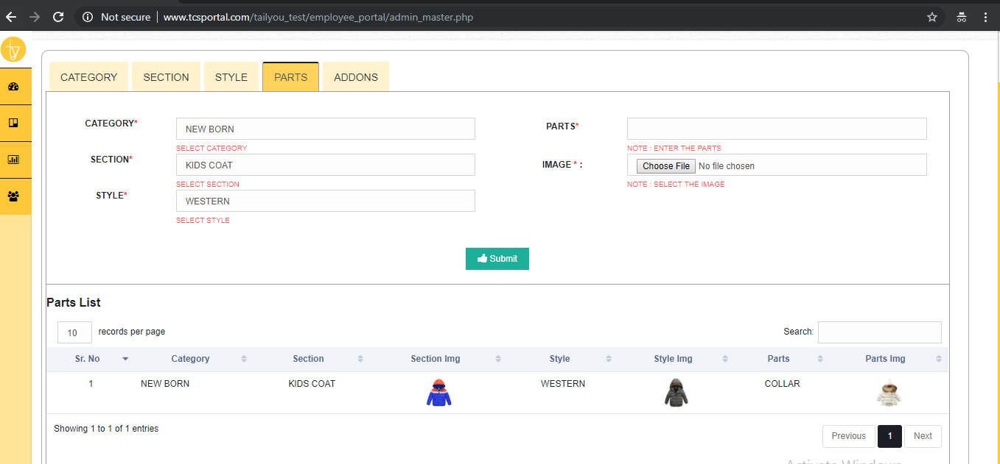 Not secure | www.tcsportal.com/tailyou_test/employee_portal/admin_master.php
ty
CATEGORY SECTION STYLE PARTS ADDONS
CATEGORY* NEW BORN PARTS*
SELECT CATEGORY NOTE : ENTER THE PARTS
SECTION* KIDS COAT IMAGE * : Choose File No file chosen
SELECT SECTION NOTE : SELECT THE IMAGE
STYLE* WESTERN
SELECT STYLE
Submit
Parts List
10 records per page Search:
Sr. No Category Section Section Img Style Style Img Parts Parts Img
1 NEW BORN KIDS COAT WESTERN COLLAR
Showing 1 to 1 of 1 entries
Previous 1 Next
Activate Windows